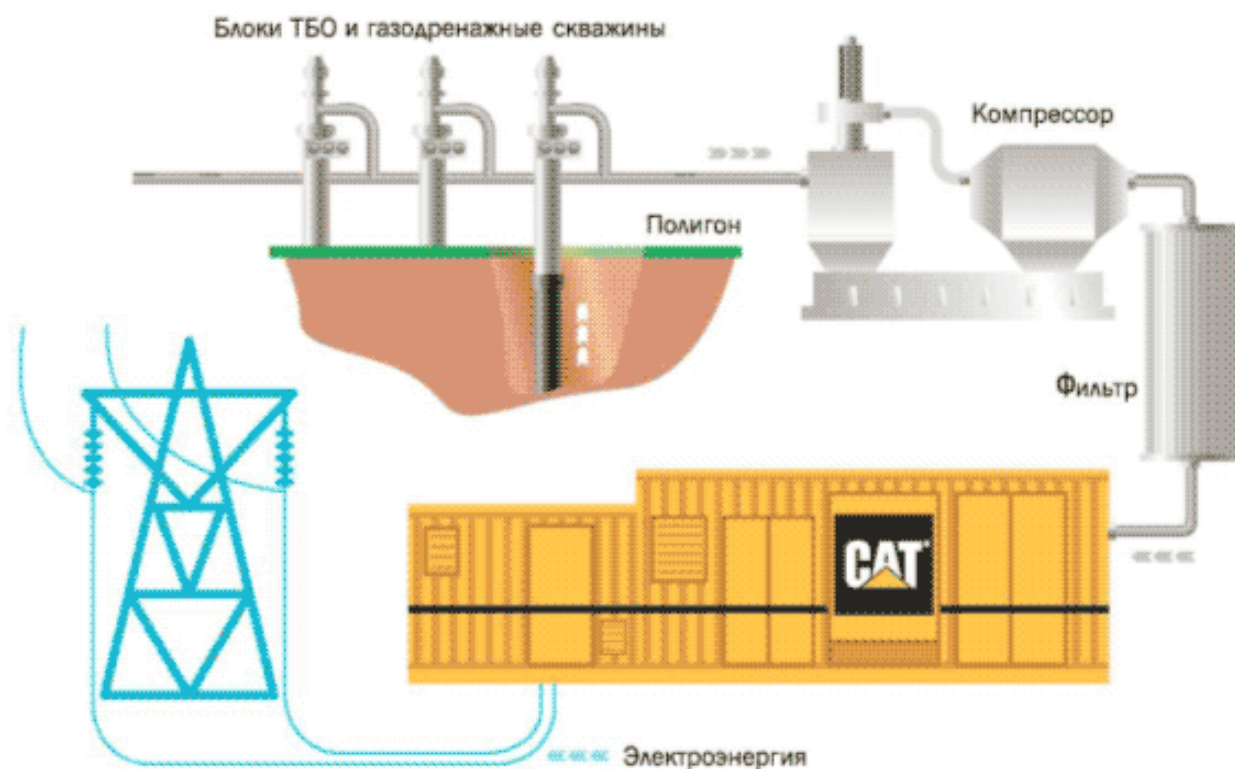 Блоки ТБО и газодренажные скважины
Компрессор
Полигон
Фильтр
CAT
Электроэнергия